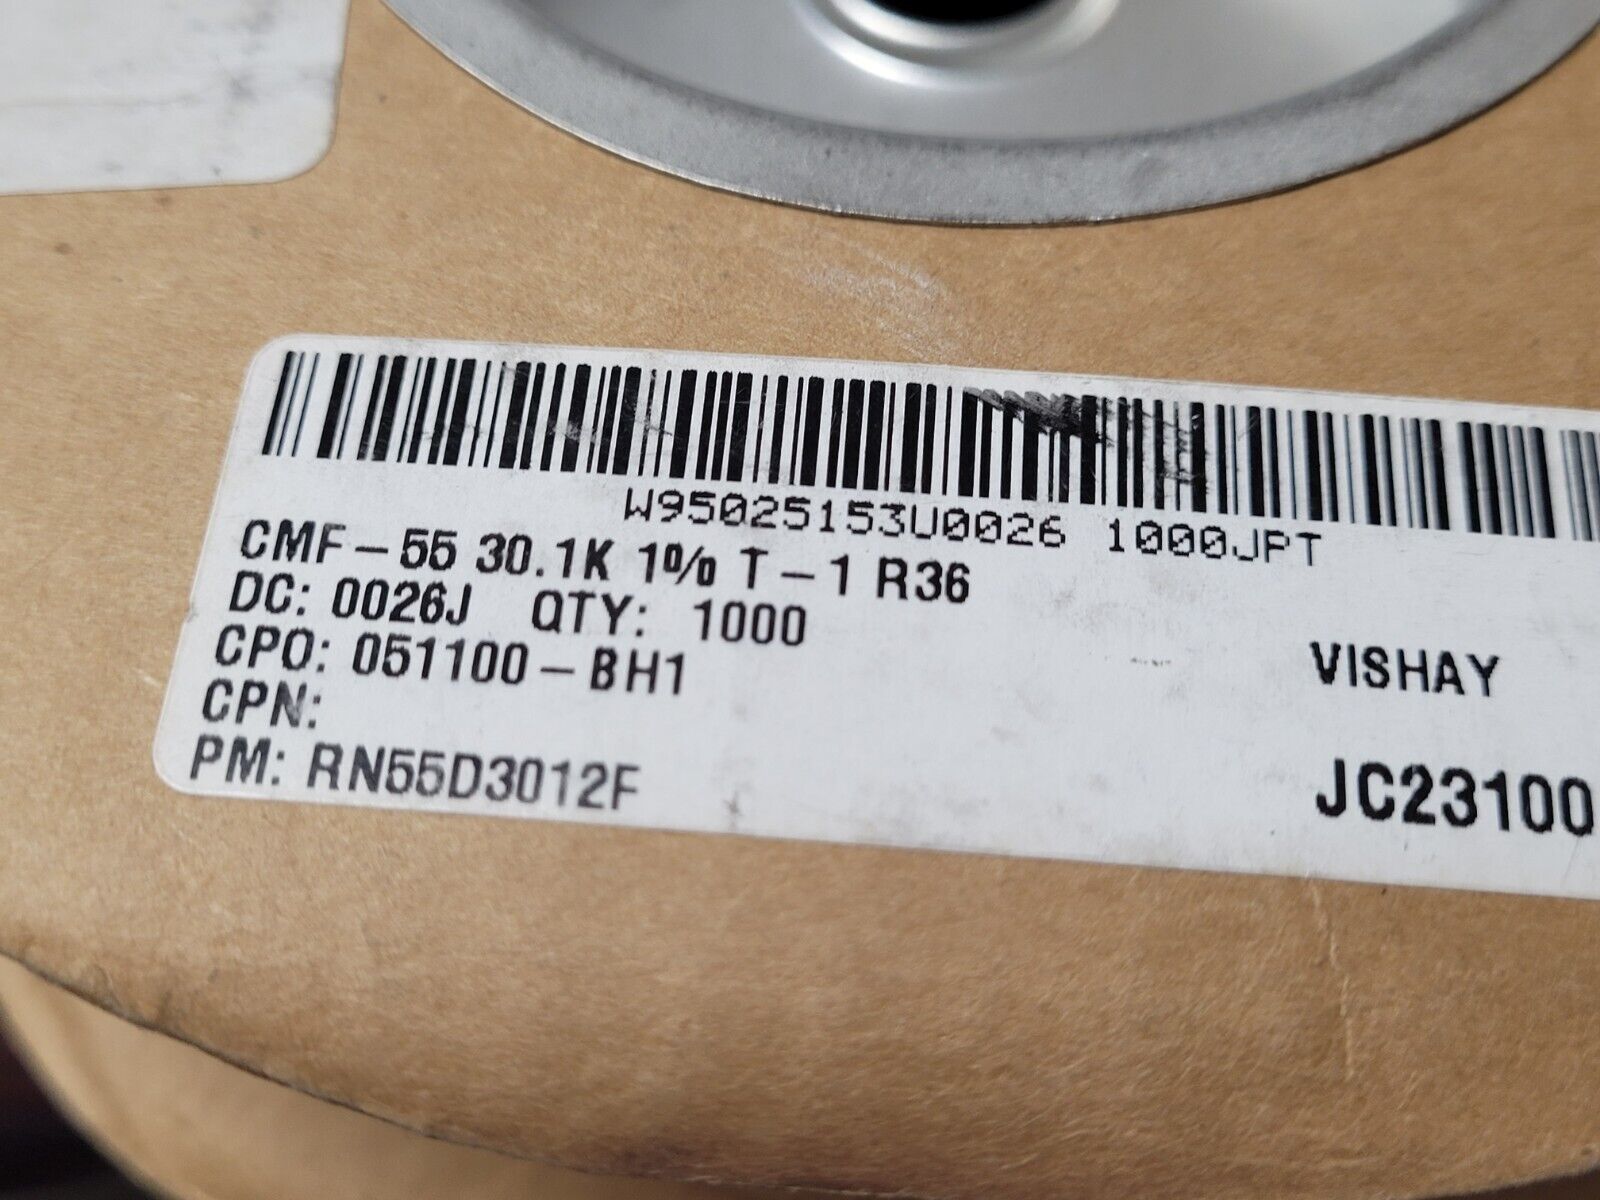 W95025153U0026 1000JPT
CMF-55 30.1K 1% T-1 R36
DC: 0026J QTY: 1000
CPO: 051100-BH1
VISHAY
CPN:
PM: RN55D3012F
JC23100